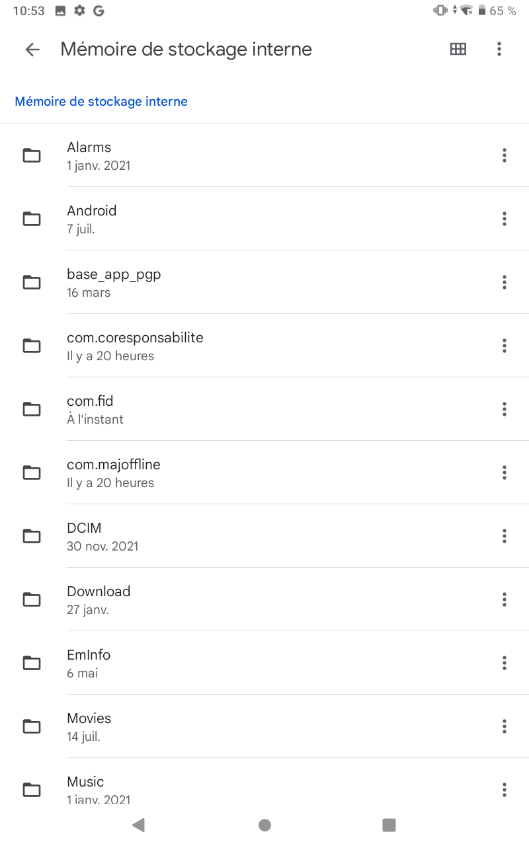 10:53
65 %
Mémoire de stockage interne
Mémoire de stockage interne
Alarms
1 janv. 2021
Android
7 juil.
base_app_pgp
16 mars
com.coresponsabilite
Il y a 20 heures
com.fid
À l'instant
com.majoffline
Il y a 20 heures
DCIM
30 nov. 2021
Download
27 janv.
EmInfo
6 mai
Movies
14 juil.
Music
1 janv. 2021